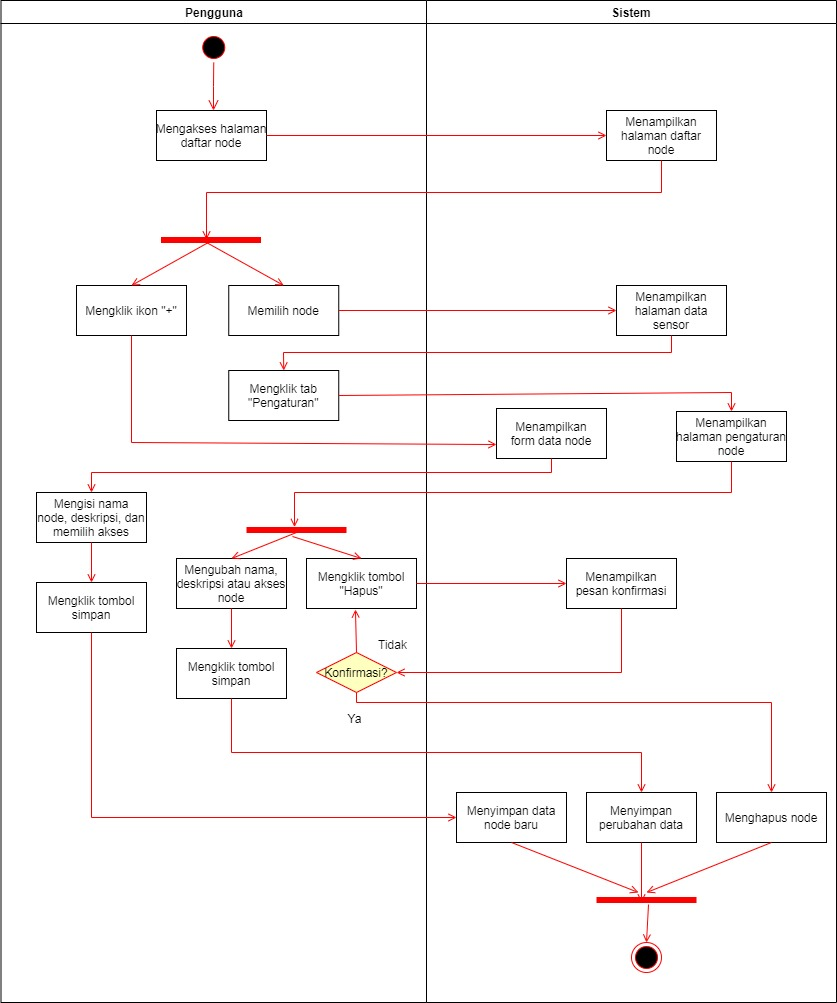 Pengguna
Sistem
Mengakses halaman
daftar node
Menampilkan
halaman daftar
node
Mengklik ikon "+"
Memilih node
Menampilkan
halaman data
sensor
Mengklik tab
"Pengaturan"
Menampilkan
form data node
Menampilkan
halaman pengaturan
node
Mengisi nama
node, deskripsi, dan
memilih akses
Mengubah nama,
deskripsi atau akses
node
Mengklik tombol
"Hapus"
Menampilkan
pesan konfirmasi
Mengklik tombol
simpan
Mengklik tombol
simpan
Tidak
Konfirmasi?
Ya
Menyimpan data
node baru
Menyimpan
perubahan data
Menghapus node